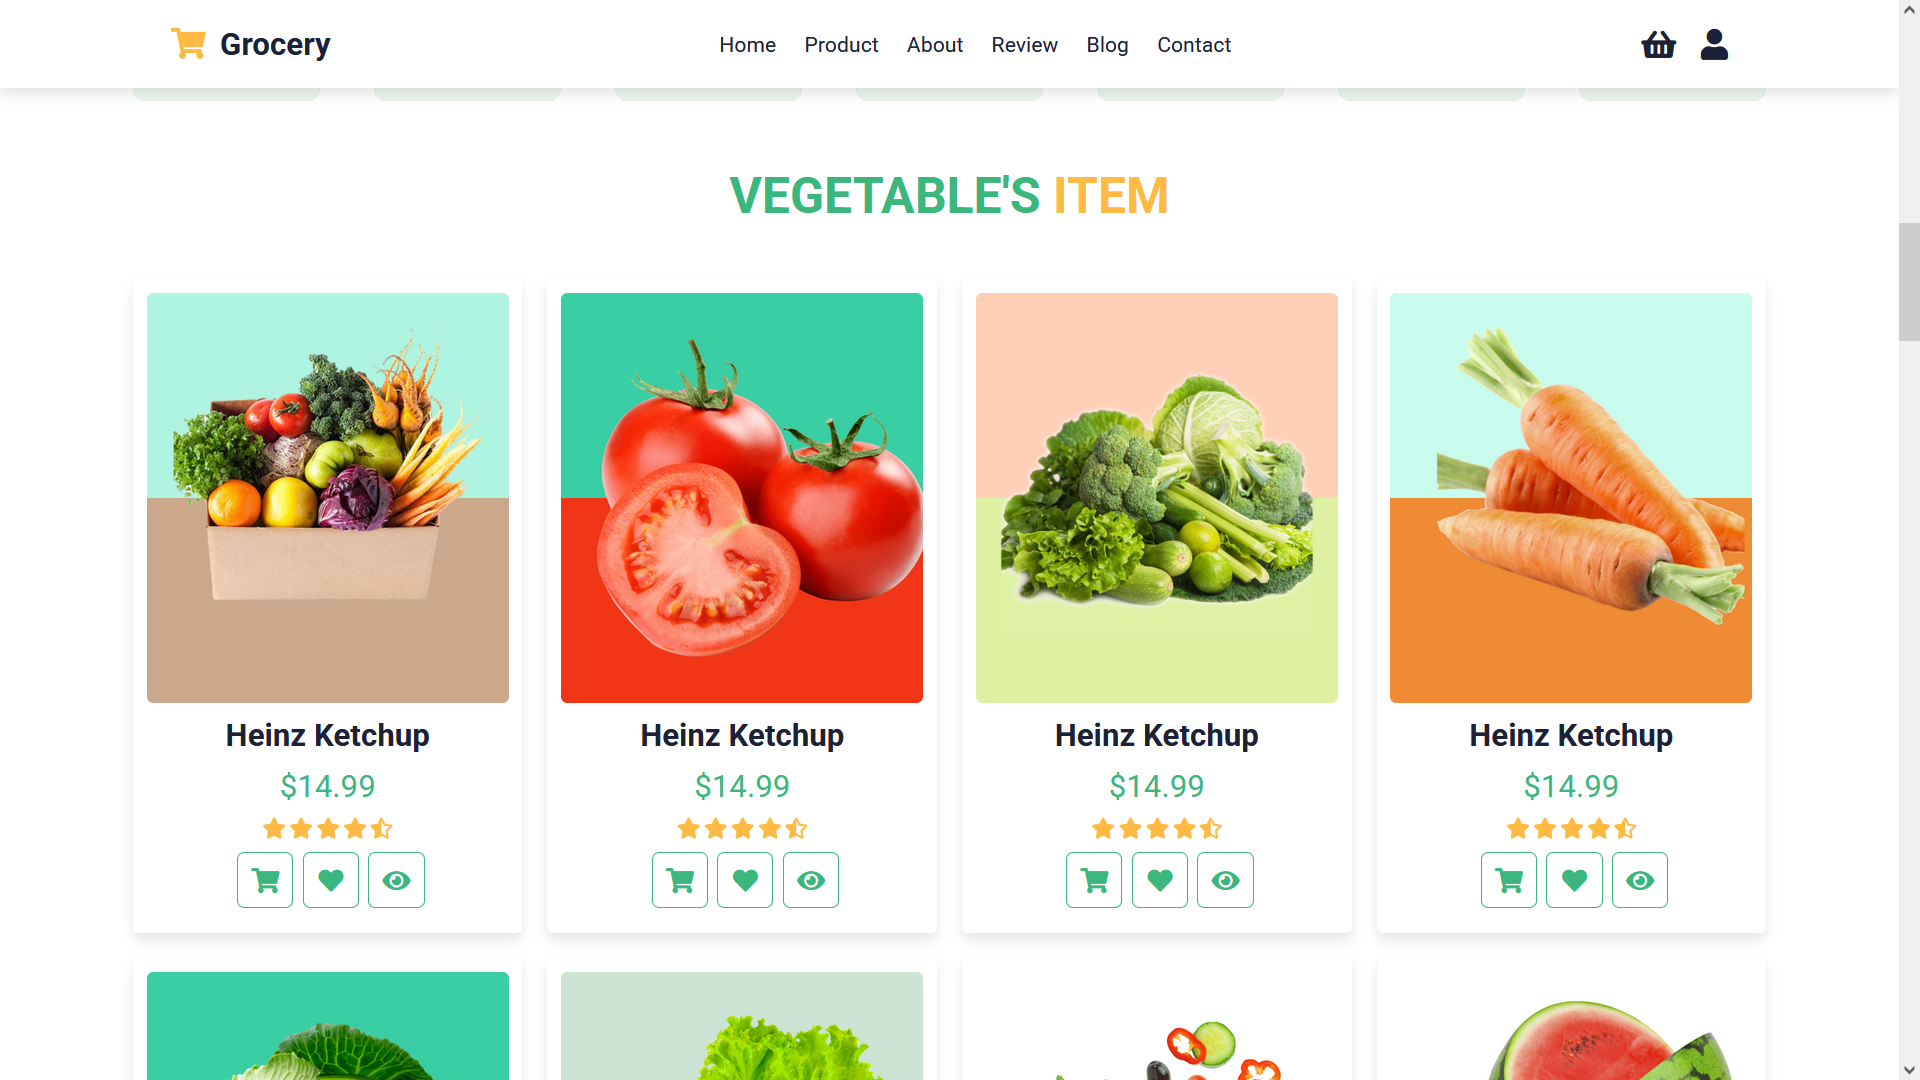 Grocery
Home Product About Review Blog Contact
VEGETABLE'S ITEM
Heinz Ketchup
$14.99
Heinz Ketchup
$14.99
Heinz Ketchup
$14.99
Heinz Ketchup
$14.99